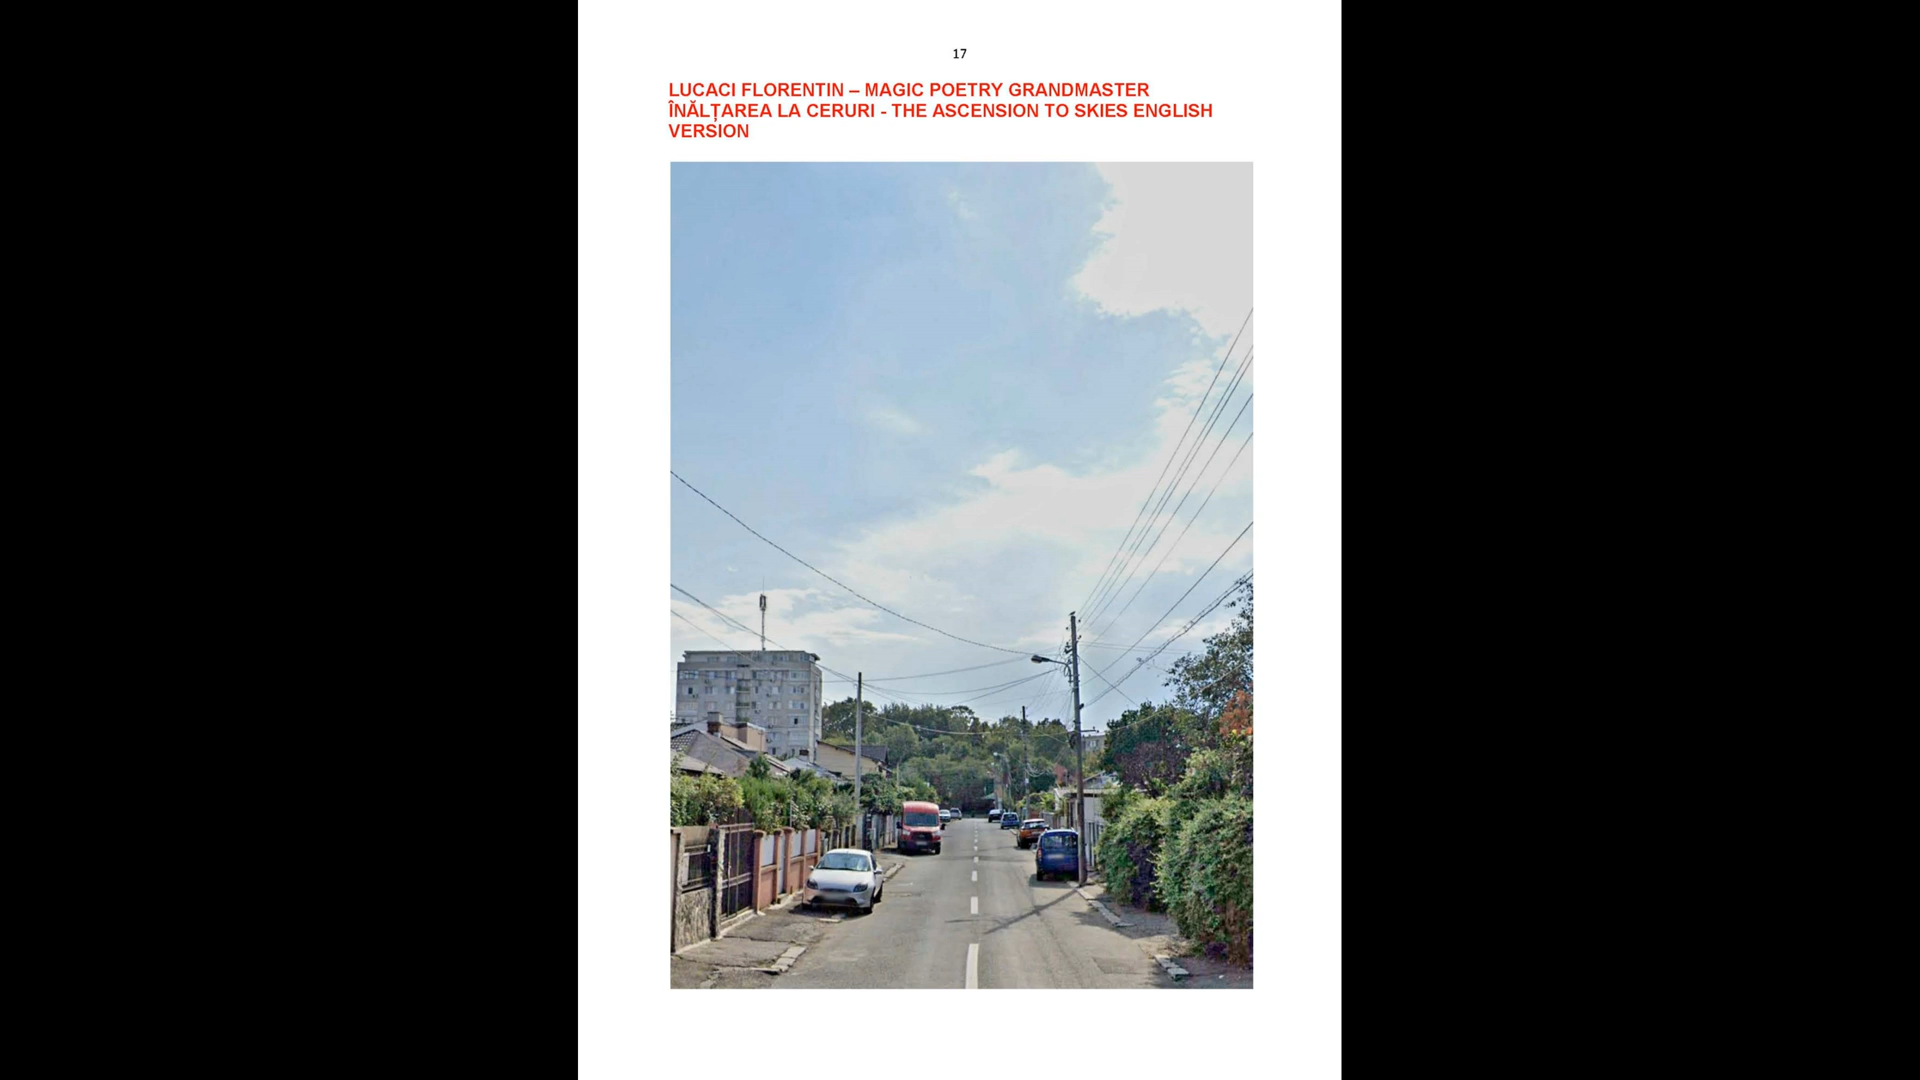 17
LUCACI FLORENTIN – MAGIC POETRY GRANDMASTER
ÎNĂLȚAREA LA CERURI - THE ASCENSION TO SKIES ENGLISH
VERSION